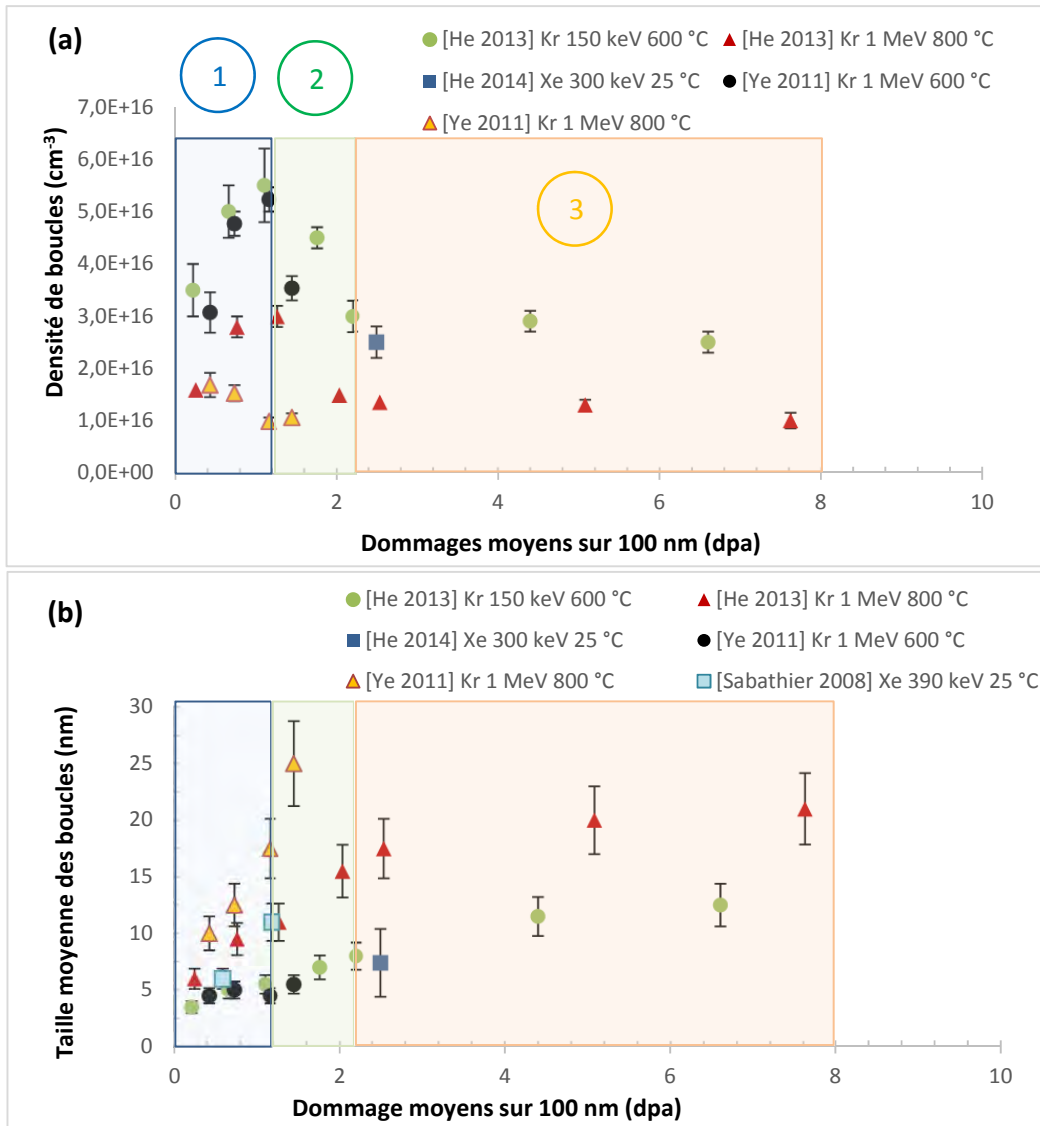 (a)
[He 2013] Kr 150 keV 600 °C [He 2013] Kr 1 MeV 800 °C
1 2
[He 2014] Xe 300 keV 25 °C [Ye 2011] Kr 1 MeV 600 °C
[Ye 2011] Kr 1 MeV 800 °C
7,0E+16
6,0E+16
5,0E+16
4,0E+16
3,0E+16
2,0E+16
1,0E+16
0,0E+00
Densité de boucles (cm⁻³)
3
0 2 4 6 8 10
Dommages moyens sur 100 nm (dpa)
(b)
[He 2013] Kr 150 keV 600 °C [He 2013] Kr 1 MeV 800 °C
[He 2014] Xe 300 keV 25 °C [Ye 2011] Kr 1 MeV 600 °C
[Ye 2011] Kr 1 MeV 800 °C [Sabathier 2008] Xe 390 keV 25 °C
30
25
20
15
10
5
0
Taille moyenne des boucles (nm)
0 2 4 6 8 10
Dommage moyens sur 100 nm (dpa)